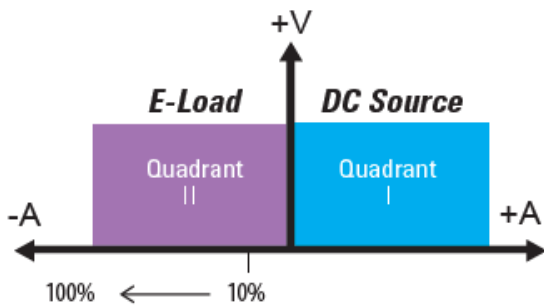 +V
E-Load
DC Source
Quadrant
II
Quadrant
I
-A
+A
100%
10%